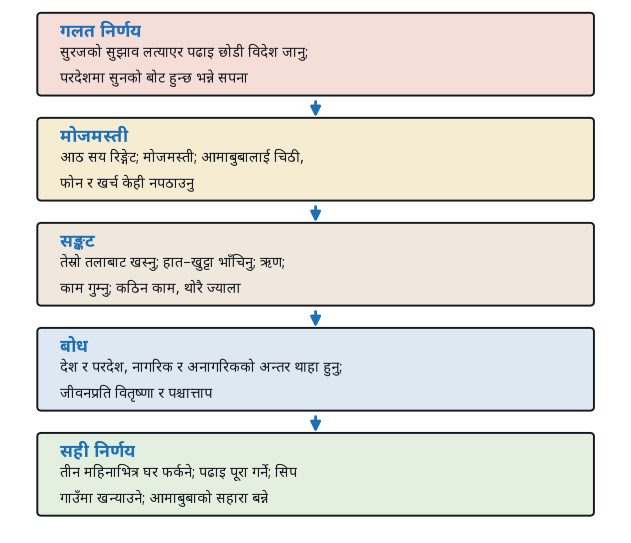 गलत निर्णय
सुरजको सुझाव लत्याएर पढाइ छोडी विदेश जानु;
परदेशमा सुनको बोट हुन्छ भन्ने सपना
मोजमस्ती
आठ सय रिङ्गेट; मोजमस्ती; आमाबुबालाई चिठी,
फोन र खर्च केही नपठाउनु
सङ्कट
तेस्रो तलाबाट खस्नु; हात–खुट्टा भाँचिनु; ऋण;
काम गुम्नु; कठिन काम, थोरै ज्याला
बोध
देश र परदेश, नागरिक र अनागरिकको अन्तर थाहा हुनु;
जीवनप्रति वितृष्णा र पश्चात्ताप
सही निर्णय
तीन महिनाभित्र घर फर्कने; पढाइ पूरा गर्ने; सिप
गाउँमा खन्याउने; आमाबुबाको सहारा बन्ने